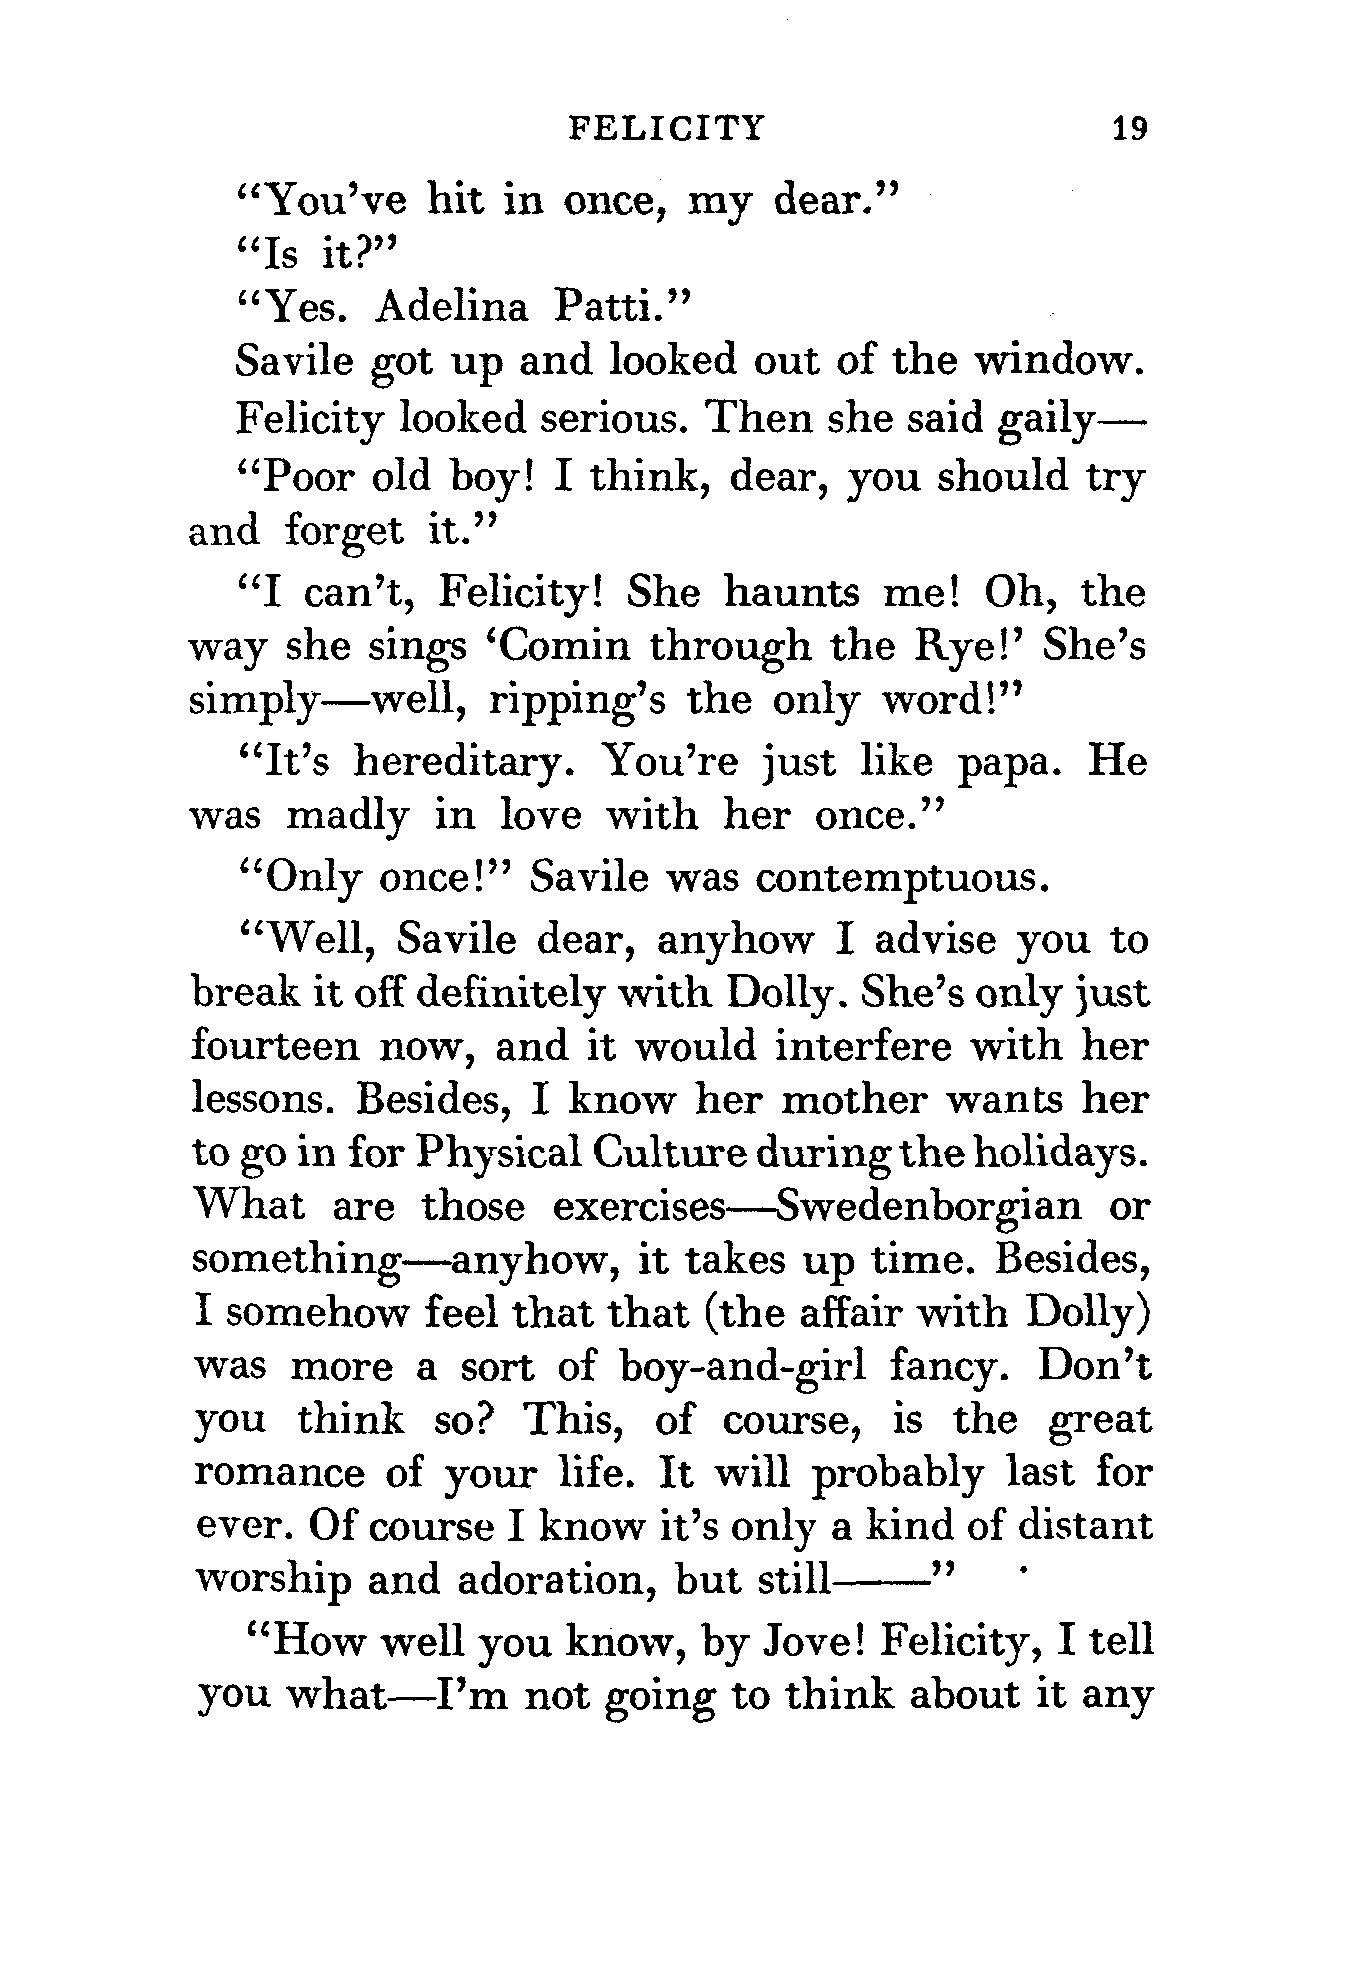 FELICITY 19
“You’ve hit in once, my dear.”
“Is it?”
“Yes. Adelina Patti.”
Savile got up and looked out of the window.
Felicity looked serious. Then she said gaily—
“Poor old boy! I think, dear, you should try
and forget it.”
“I can’t, Felicity! She haunts me! Oh, the
way she sings ‘Comin through the Rye!’ She’s
simply—well, ripping’s the only word!”
“It’s hereditary. You’re just like papa. He
was madly in love with her once.”
“Only once!” Savile was contemptuous.
“Well, Savile dear, anyhow I advise you to
break it off definitely with Dolly. She’s only just
fourteen now, and it would interfere with her
lessons. Besides, I know her mother wants her
to go in for Physical Culture during the holidays.
What are those exercises—Swedenborgian or
something—anyhow, it takes up time. Besides,
I somehow feel that that (the affair with Dolly)
was more a sort of boy-and-girl fancy. Don’t
you think so? This, of course, is the great
romance of your life. It will probably last for
ever. Of course I know it’s only a kind of distant
worship and adoration, but still——”
“How well you know, by Jove! Felicity, I tell
you what—I’m not going to think about it any